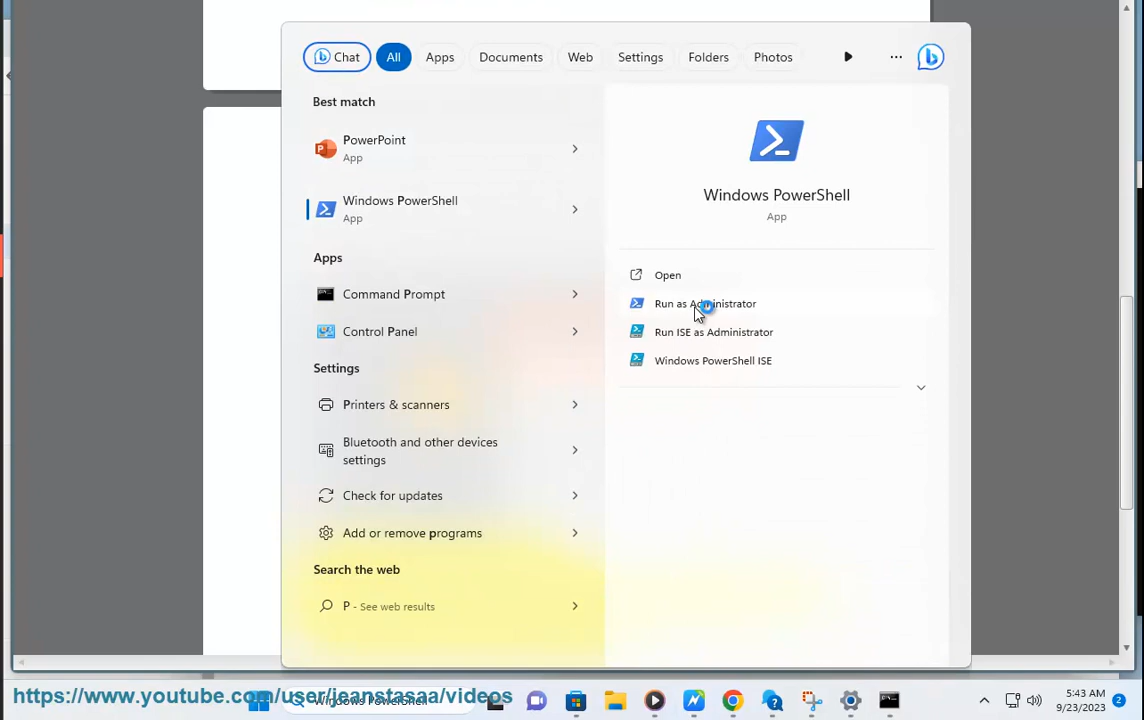 Chat
All
Apps
Documents
Web
Settings
Folders
Photos
Best match
PowerPoint
App
Windows PowerShell
App
Apps
Command Prompt
Control Panel
Settings
Printers & scanners
Bluetooth and other devices
settings
Check for updates
Add or remove programs
Search the web
P - See web results
Windows PowerShell
App
Open
Run as Administrator
Run ISE as Administrator
Windows PowerShell ISE
https://www.youtube.com/user/jeanstasaa/videos
Windows PowerShell
5:43 AM
9/23/2023
2